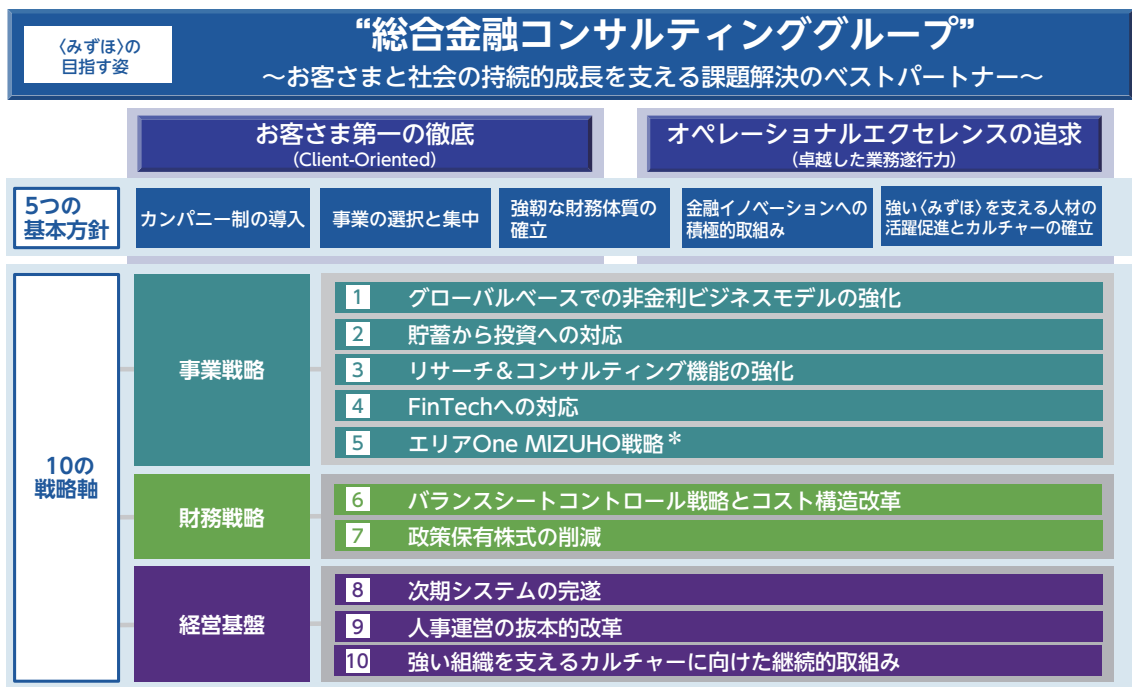 〈みずほ〉の
目指す姿
“総合金融コンサルティンググループ”
～お客さまと社会の持続的成長を支える課題解決のベストパートナー～
お客さま第一の徹底
(Client-Oriented)
オペレーショナルエクセレンスの追求
(卓越した業務遂行力)
5つの
基本方針
カンパニー制の導入
事業の選択と集中
強靭な財務体質の
確立
金融イノベーションへの
積極的取組み
強い〈みずほ〉を支える人材の
活躍促進とカルチャーの確立
10の
戦略軸
事業戦略
1 グローバルベースでの非金利ビジネスモデルの強化
2 貯蓄から投資への対応
3 リサーチ＆コンサルティング機能の強化
4 FinTechへの対応
5 エリアOne MIZUHO戦略＊
財務戦略
6 バランスシートコントロール戦略とコスト構造改革
7 政策保有株式の削減
経営基盤
8 次期システムの完遂
9 人事運営の抜本的改革
10 強い組織を支えるカルチャーに向けた継続的取組み